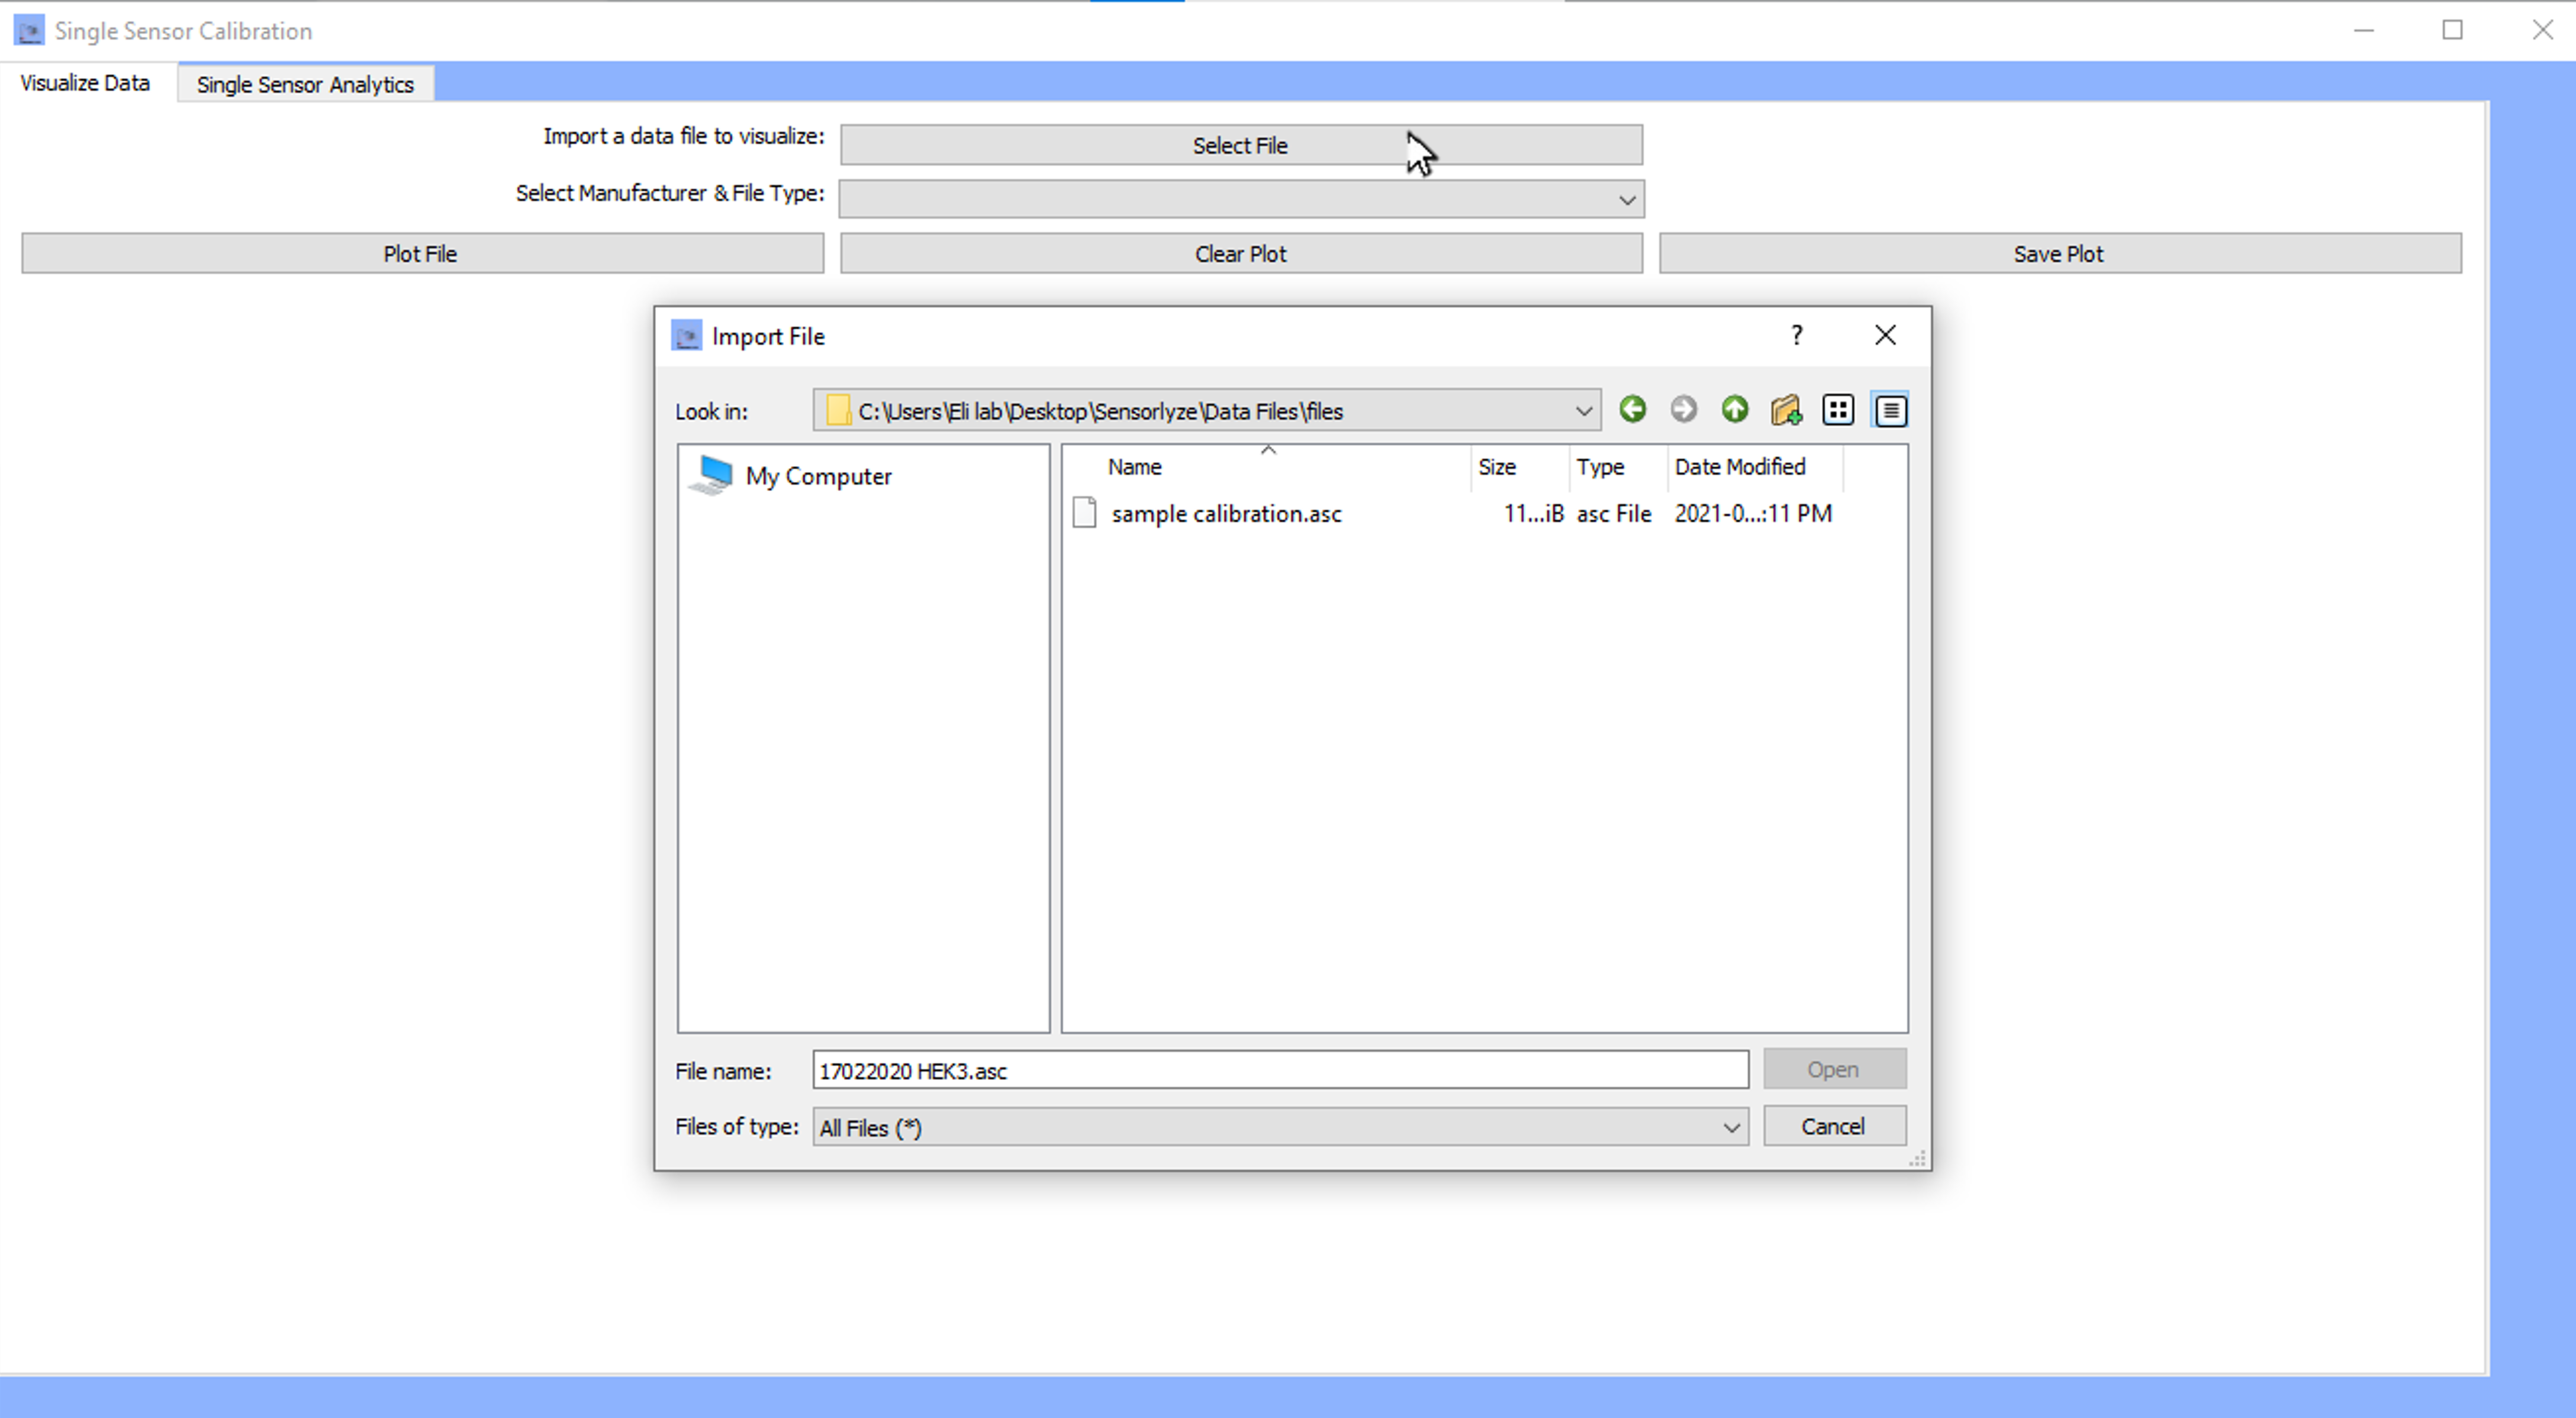 Single Sensor Calibration
Visualize Data
Single Sensor Analytics
Import a data file to visualize:
Select File
Select Manufacturer & File Type:
Plot File
Clear Plot
Save Plot
Import File
?
Look in:
C:\Users\Eli lab\Desktop\Sensorlyze\Data Files\files
My Computer
Name Size Type Date Modified
sample calibration.asc 11...iB asc File 2021-0...:11 PM
File name:
17022020 HEK3.asc
Open
Files of type:
All Files (*)
Cancel